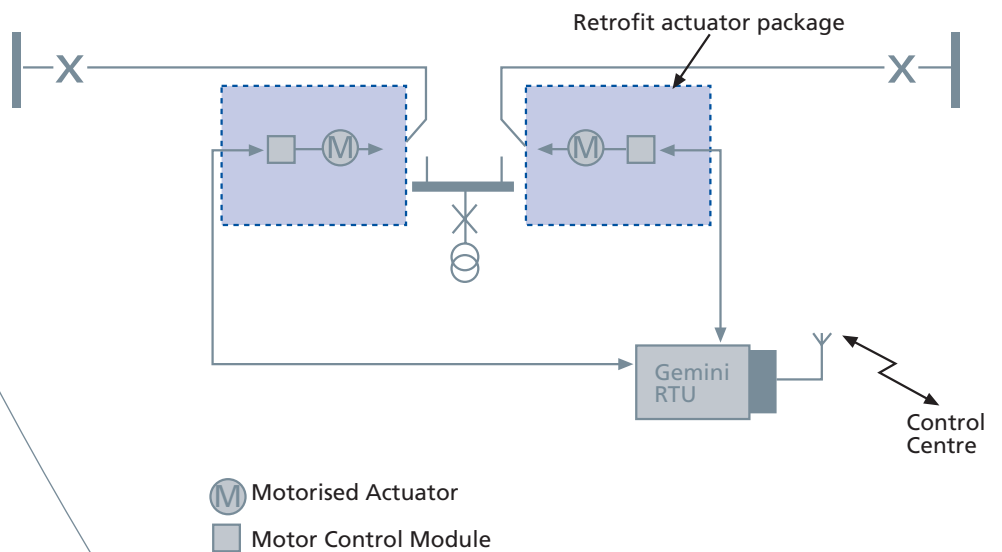 Retrofit actuator package
X
X
M
M
Gemini
RTU
Control
Centre
M Motorised Actuator
Motor Control Module